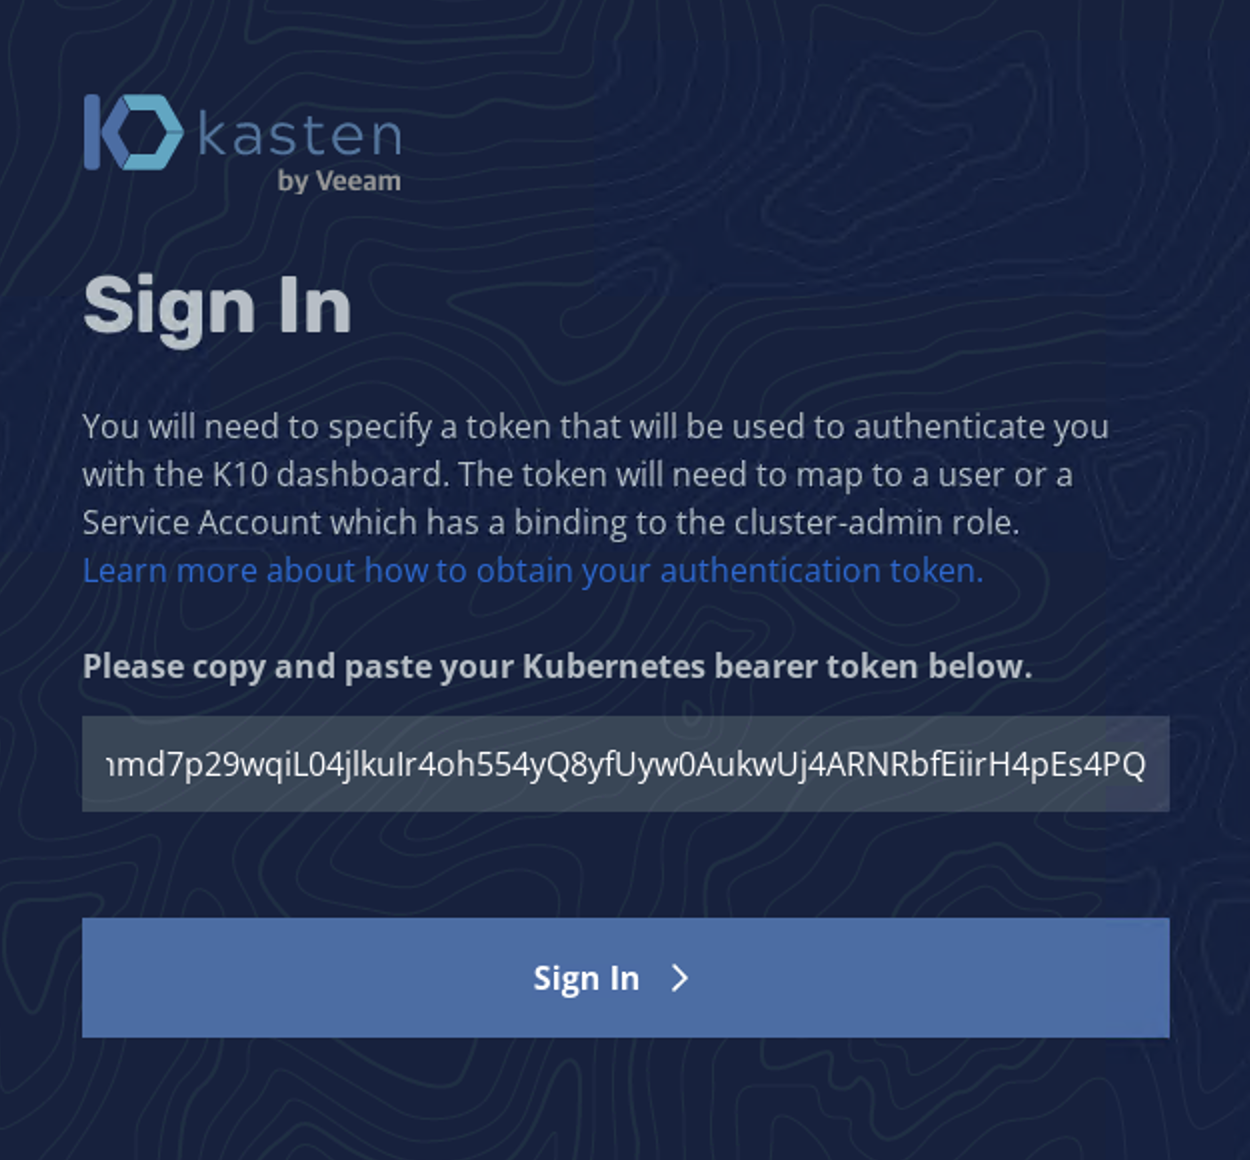 kasten
by Veeam
Sign In
You will need to specify a token that will be used to authenticate you
with the K10 dashboard. The token will need to map to a user or a
Service Account which has a binding to the cluster-admin role.
Learn more about how to obtain your authentication token.
Please copy and paste your Kubernetes bearer token below.
md7p29wqiL04jlkuIr4oh554yQ8yfUyw0AukwUj4ARNRbfEiirH4pEs4PQ
Sign In